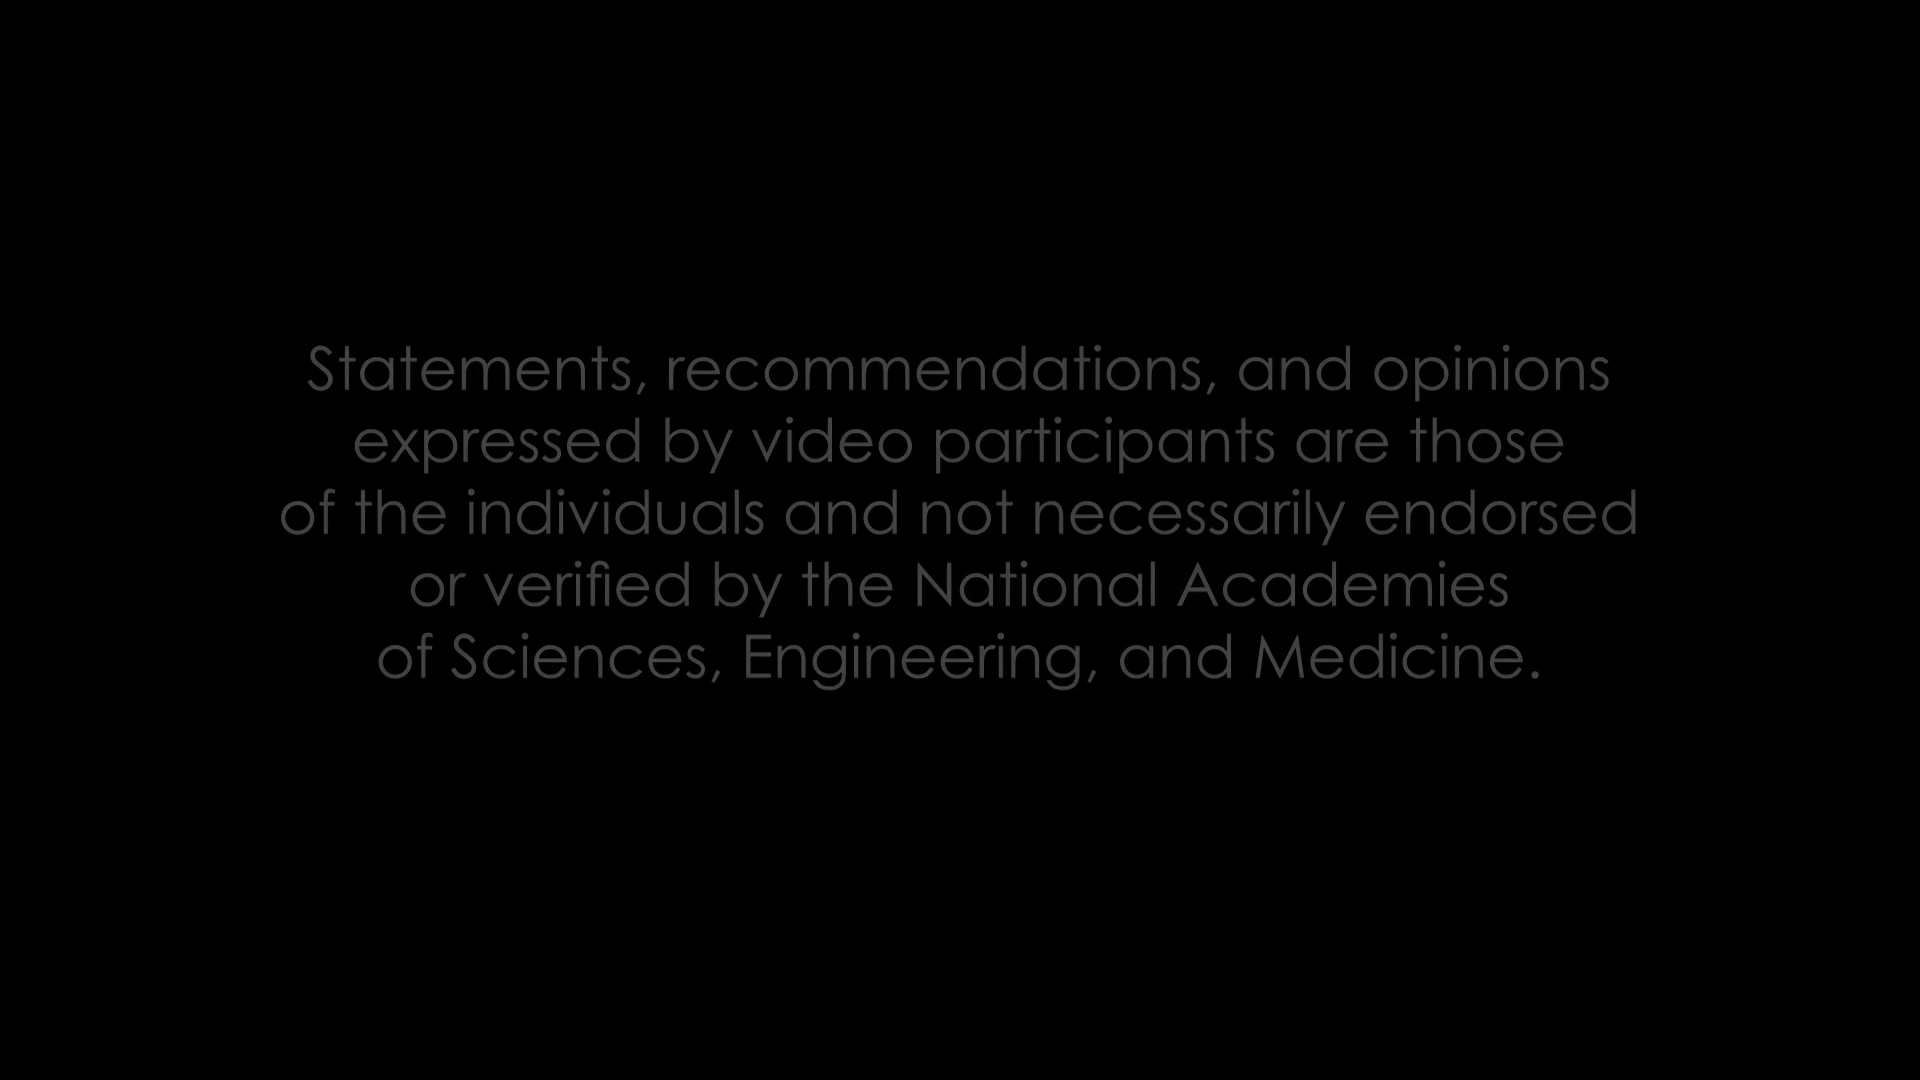 Statements, recommendations, and opinions
expressed by video participants are those
of the individuals and not necessarily endorsed
or verified by the National Academies
of Sciences, Engineering, and Medicine.